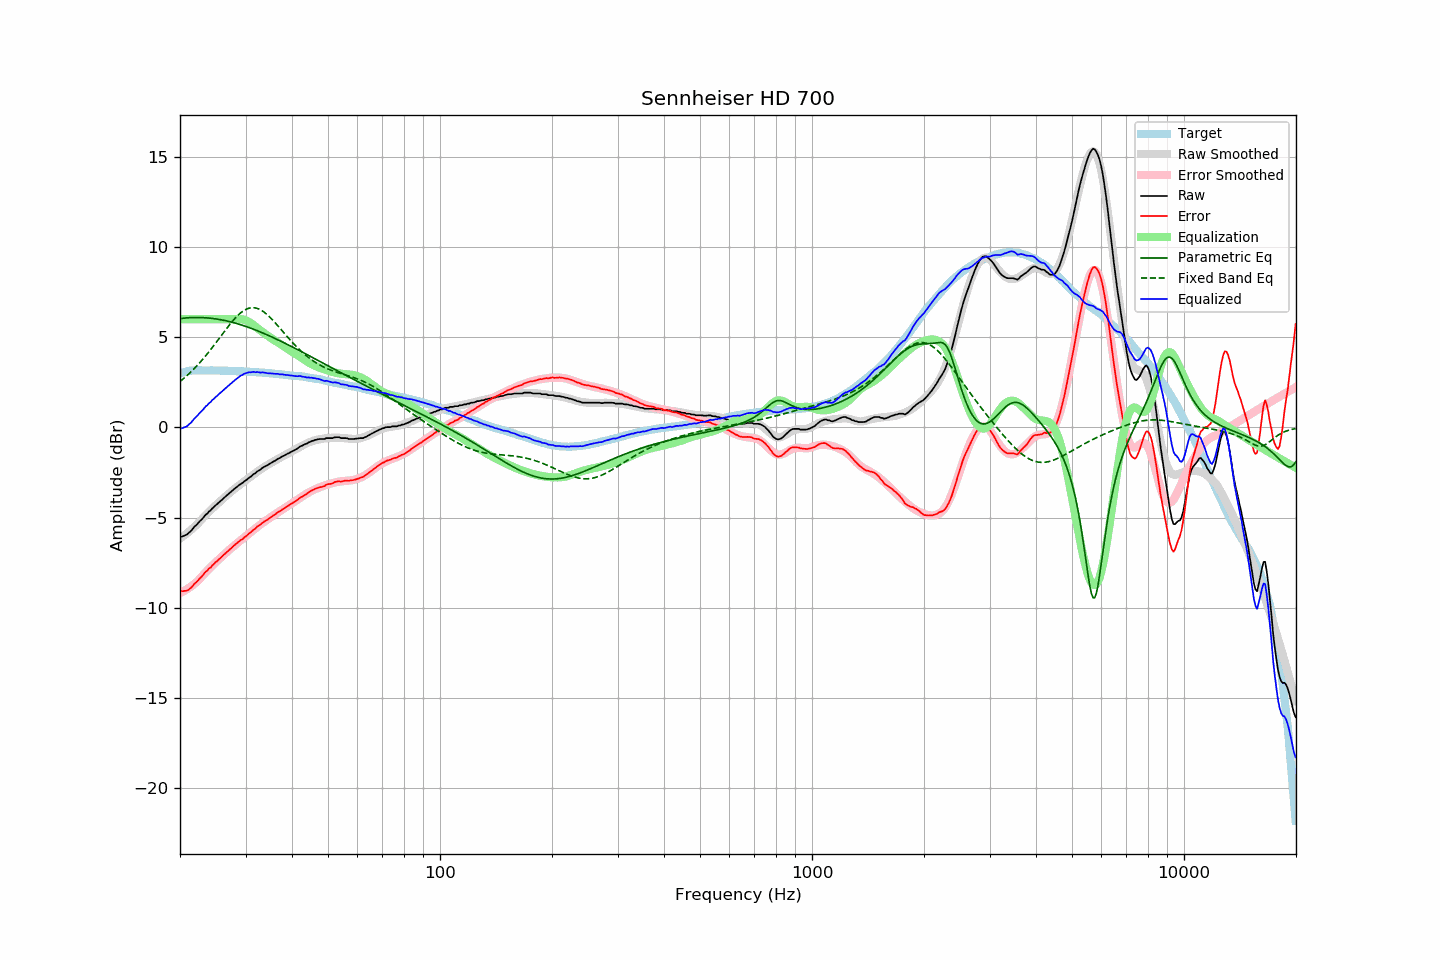 Sennheiser HD 700
Target
Raw Smoothed
Error Smoothed
Raw
Error
Equalization
Parametric Eq
Fixed Band Eq
Equalized
15
10
5
0
−5
−10
−15
−20
Amplitude (dBr)
100
1000
10000
Frequency (Hz)